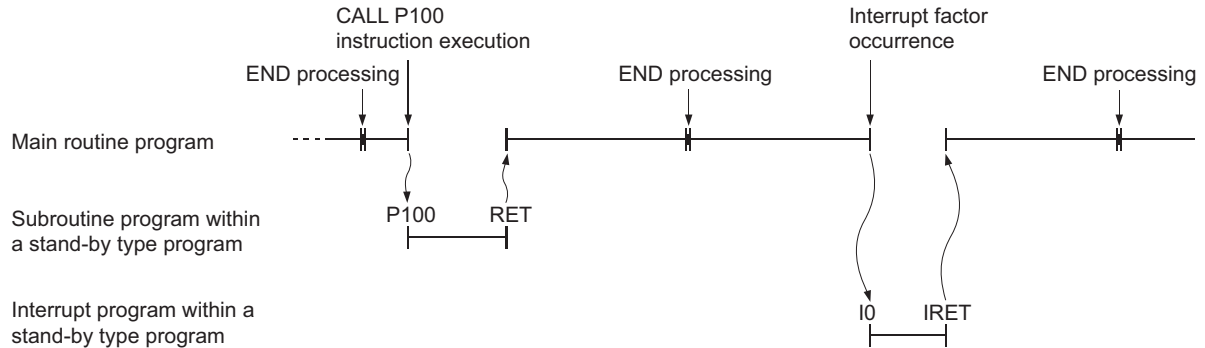 CALL P100
instruction execution
Interrupt factor
occurrence
END processing
END processing
END processing
Main routine program
P100
RET
Subroutine program within
a stand-by type program
I0
IRET
Interrupt program within a
stand-by type program